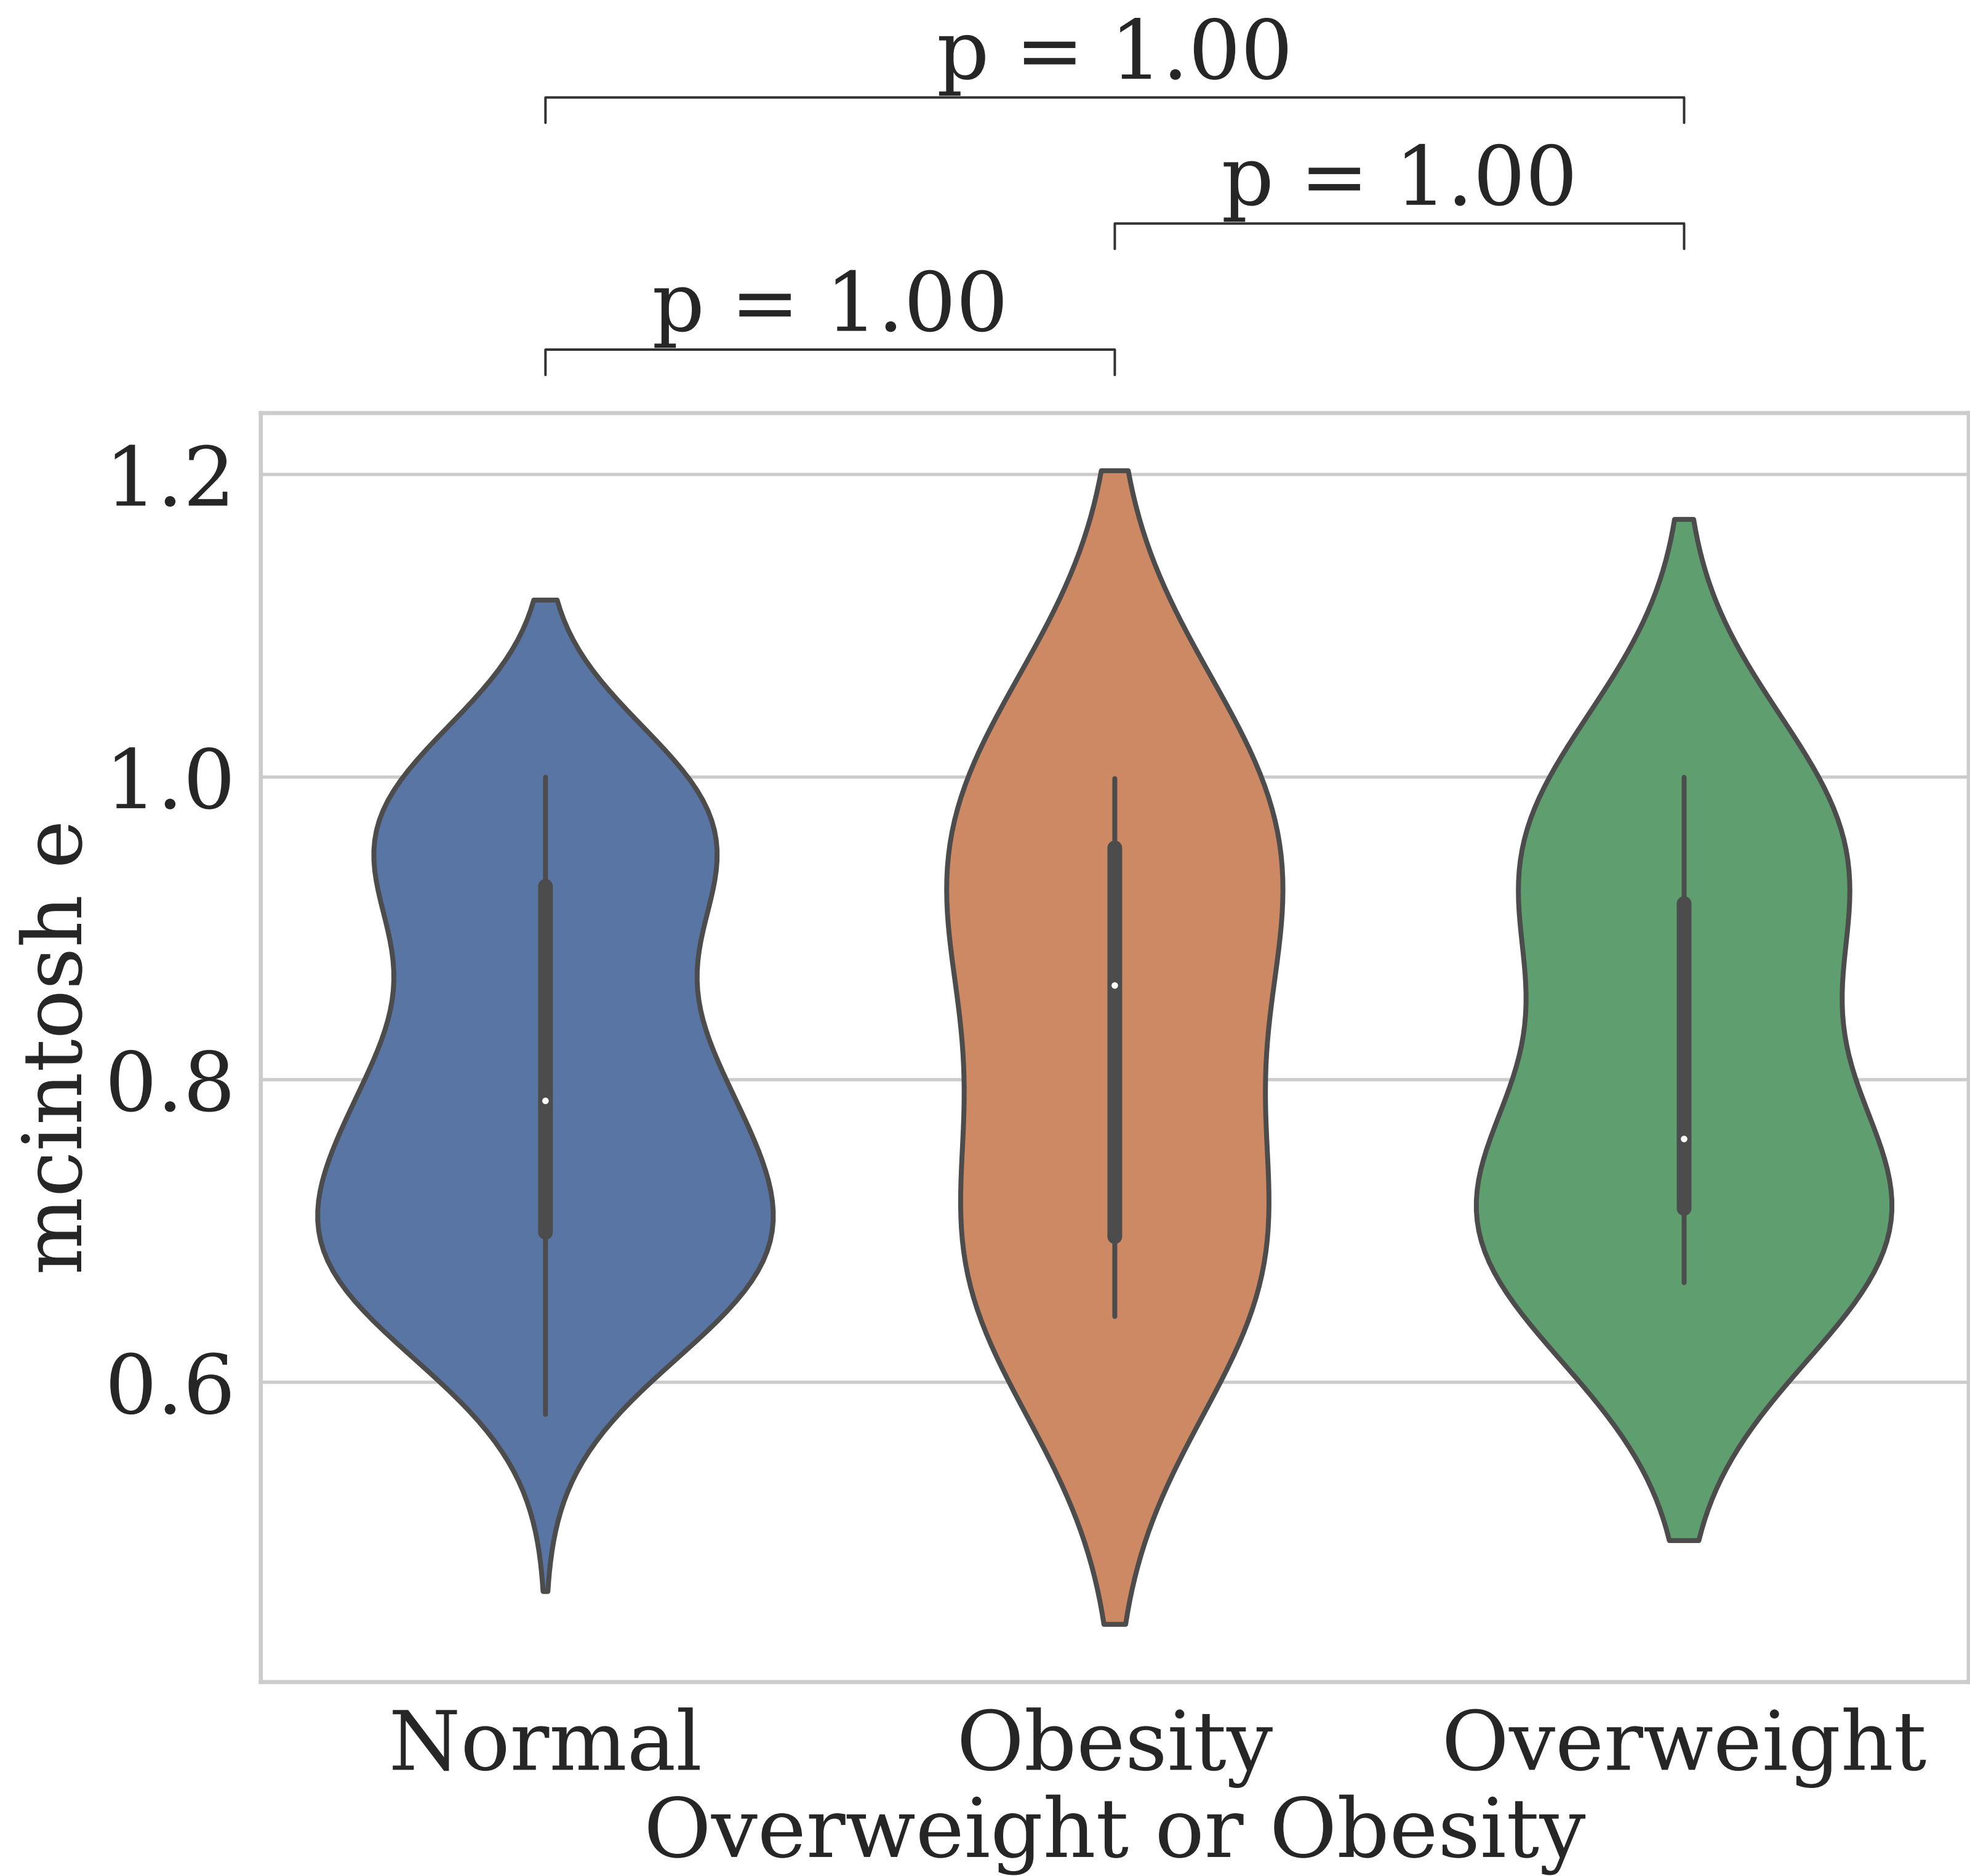 p = 1.00
p = 1.00
p = 1.00
1.2
1.0
0.8
0.6
mcintosh e
Normal
Obesity
Overweight
Overweight or Obesity